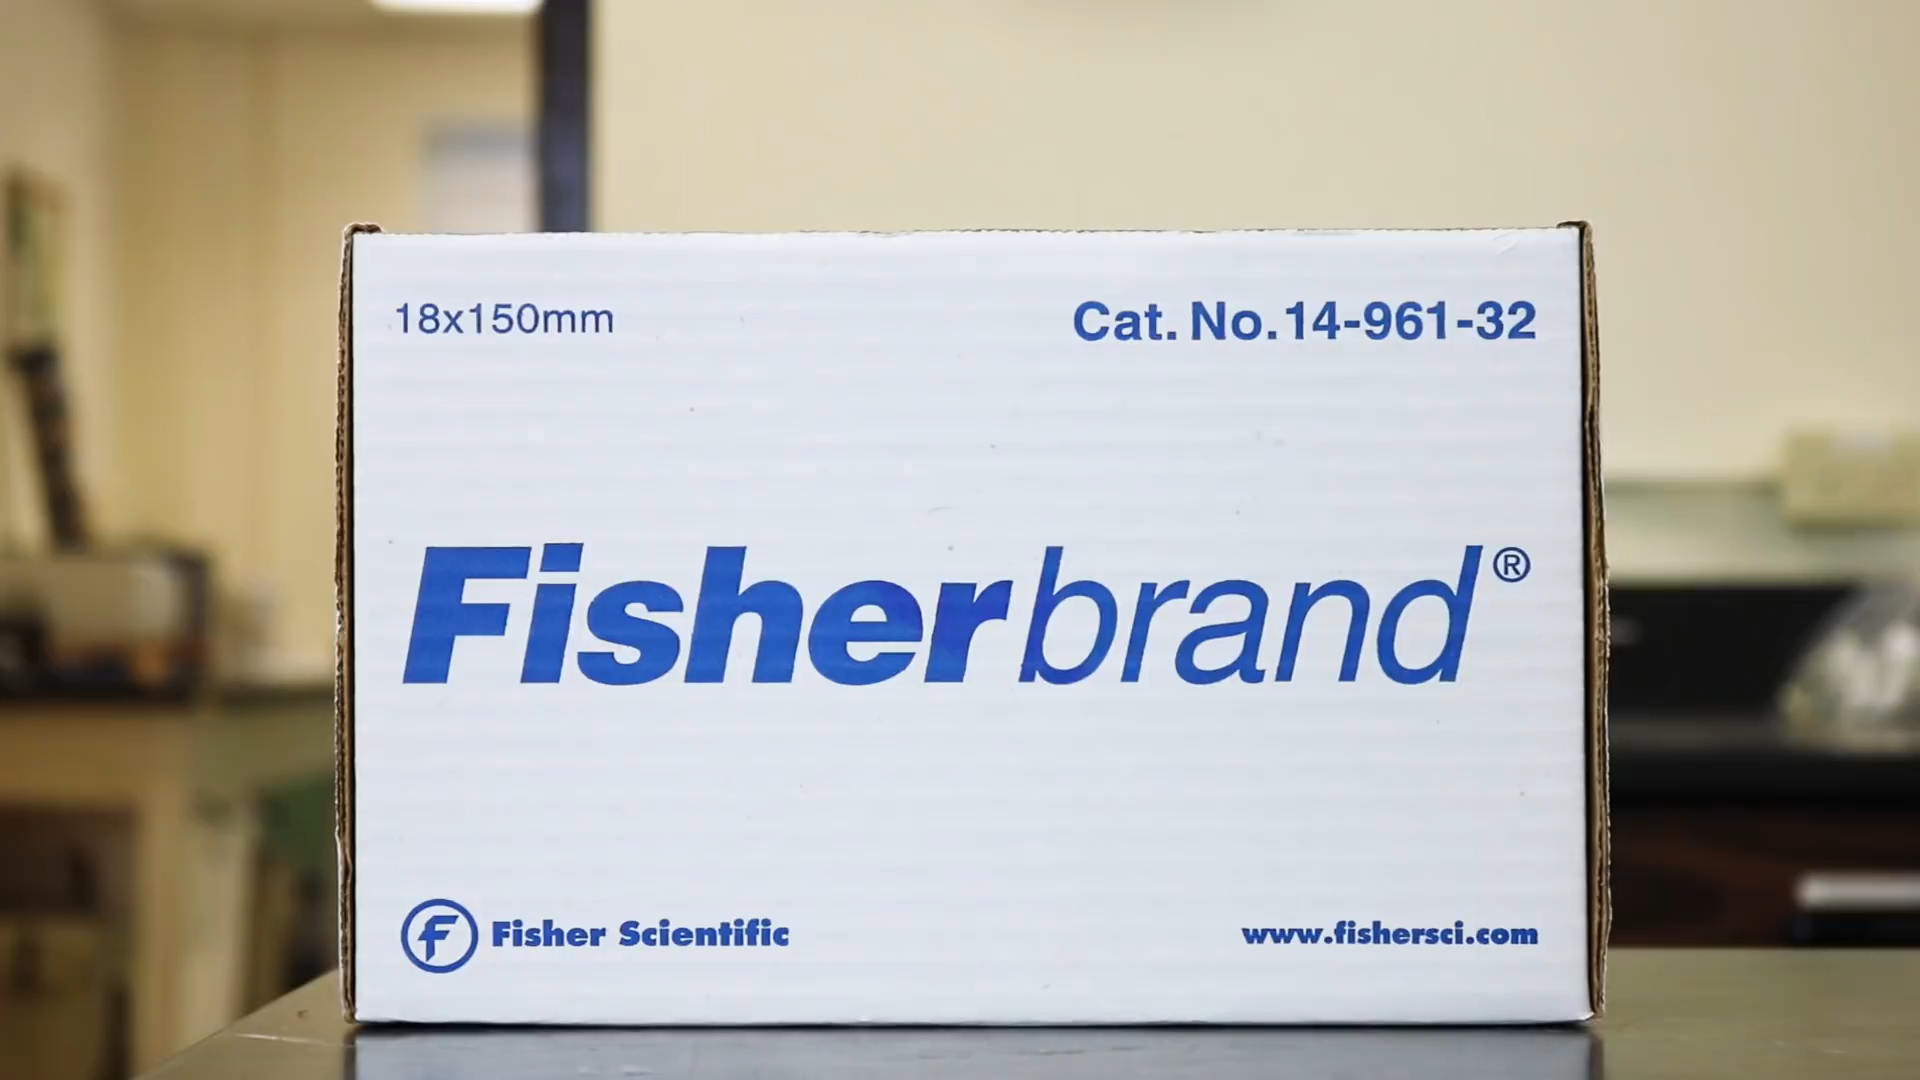 18x150mm
Cat. No. 14-961-32
Fisherbrand®
F Fisher Scientific
www.fishersci.com